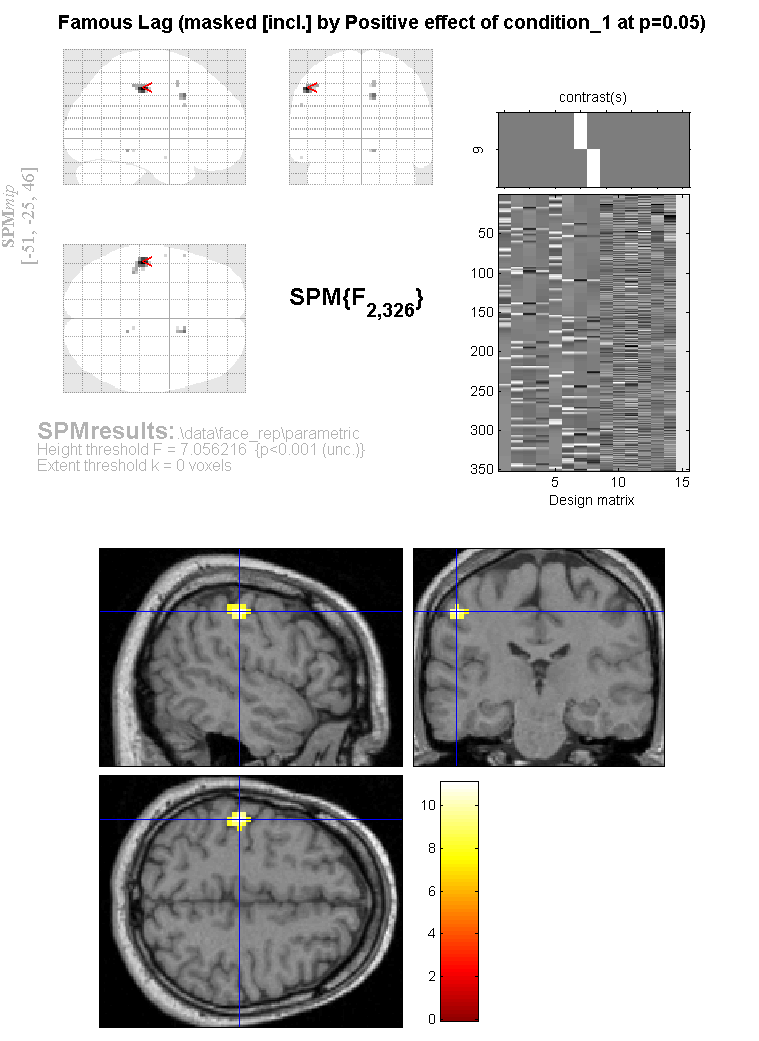 Famous Lag (masked [incl.] by Positive effect of condition_1 at p=0.05)
SPMmip
[-51, -25, 46]
<
<
<
SPM{F2,326}
contrast(s)
9
50
100
150
200
250
300
350
5
10
15
Design matrix
SPMresults: .\data\face_rep\parametric
Height threshold F = 7.056216 {p<0.001 (unc.)}
Extent threshold k = 0 voxels
10
8
6
4
2
0